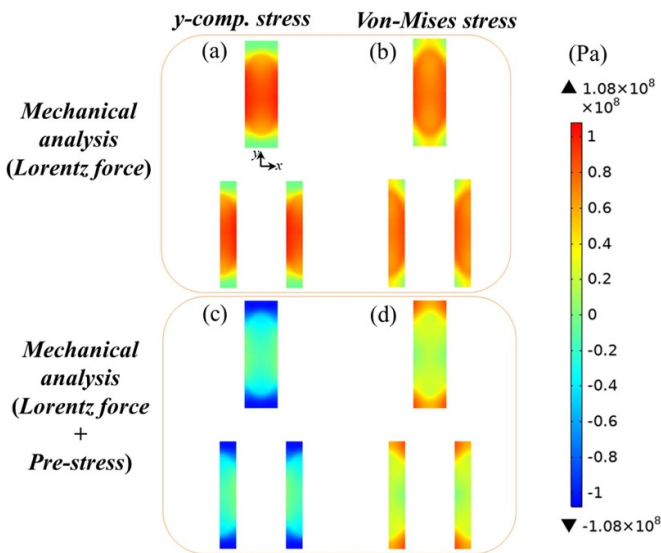 y-comp. stress
Von-Mises stress
(a)
(b)
(Pa)
▲ 1.08×10⁸
×10⁸
Mechanical
analysis
(Lorentz force)
y
x
1
0.8
0.6
0.4
0.2
0
-0.2
-0.4
-0.6
-0.8
-1
▼ -1.08×10⁸
(c)
(d)
Mechanical
analysis
(Lorentz force
+
Pre-stress)